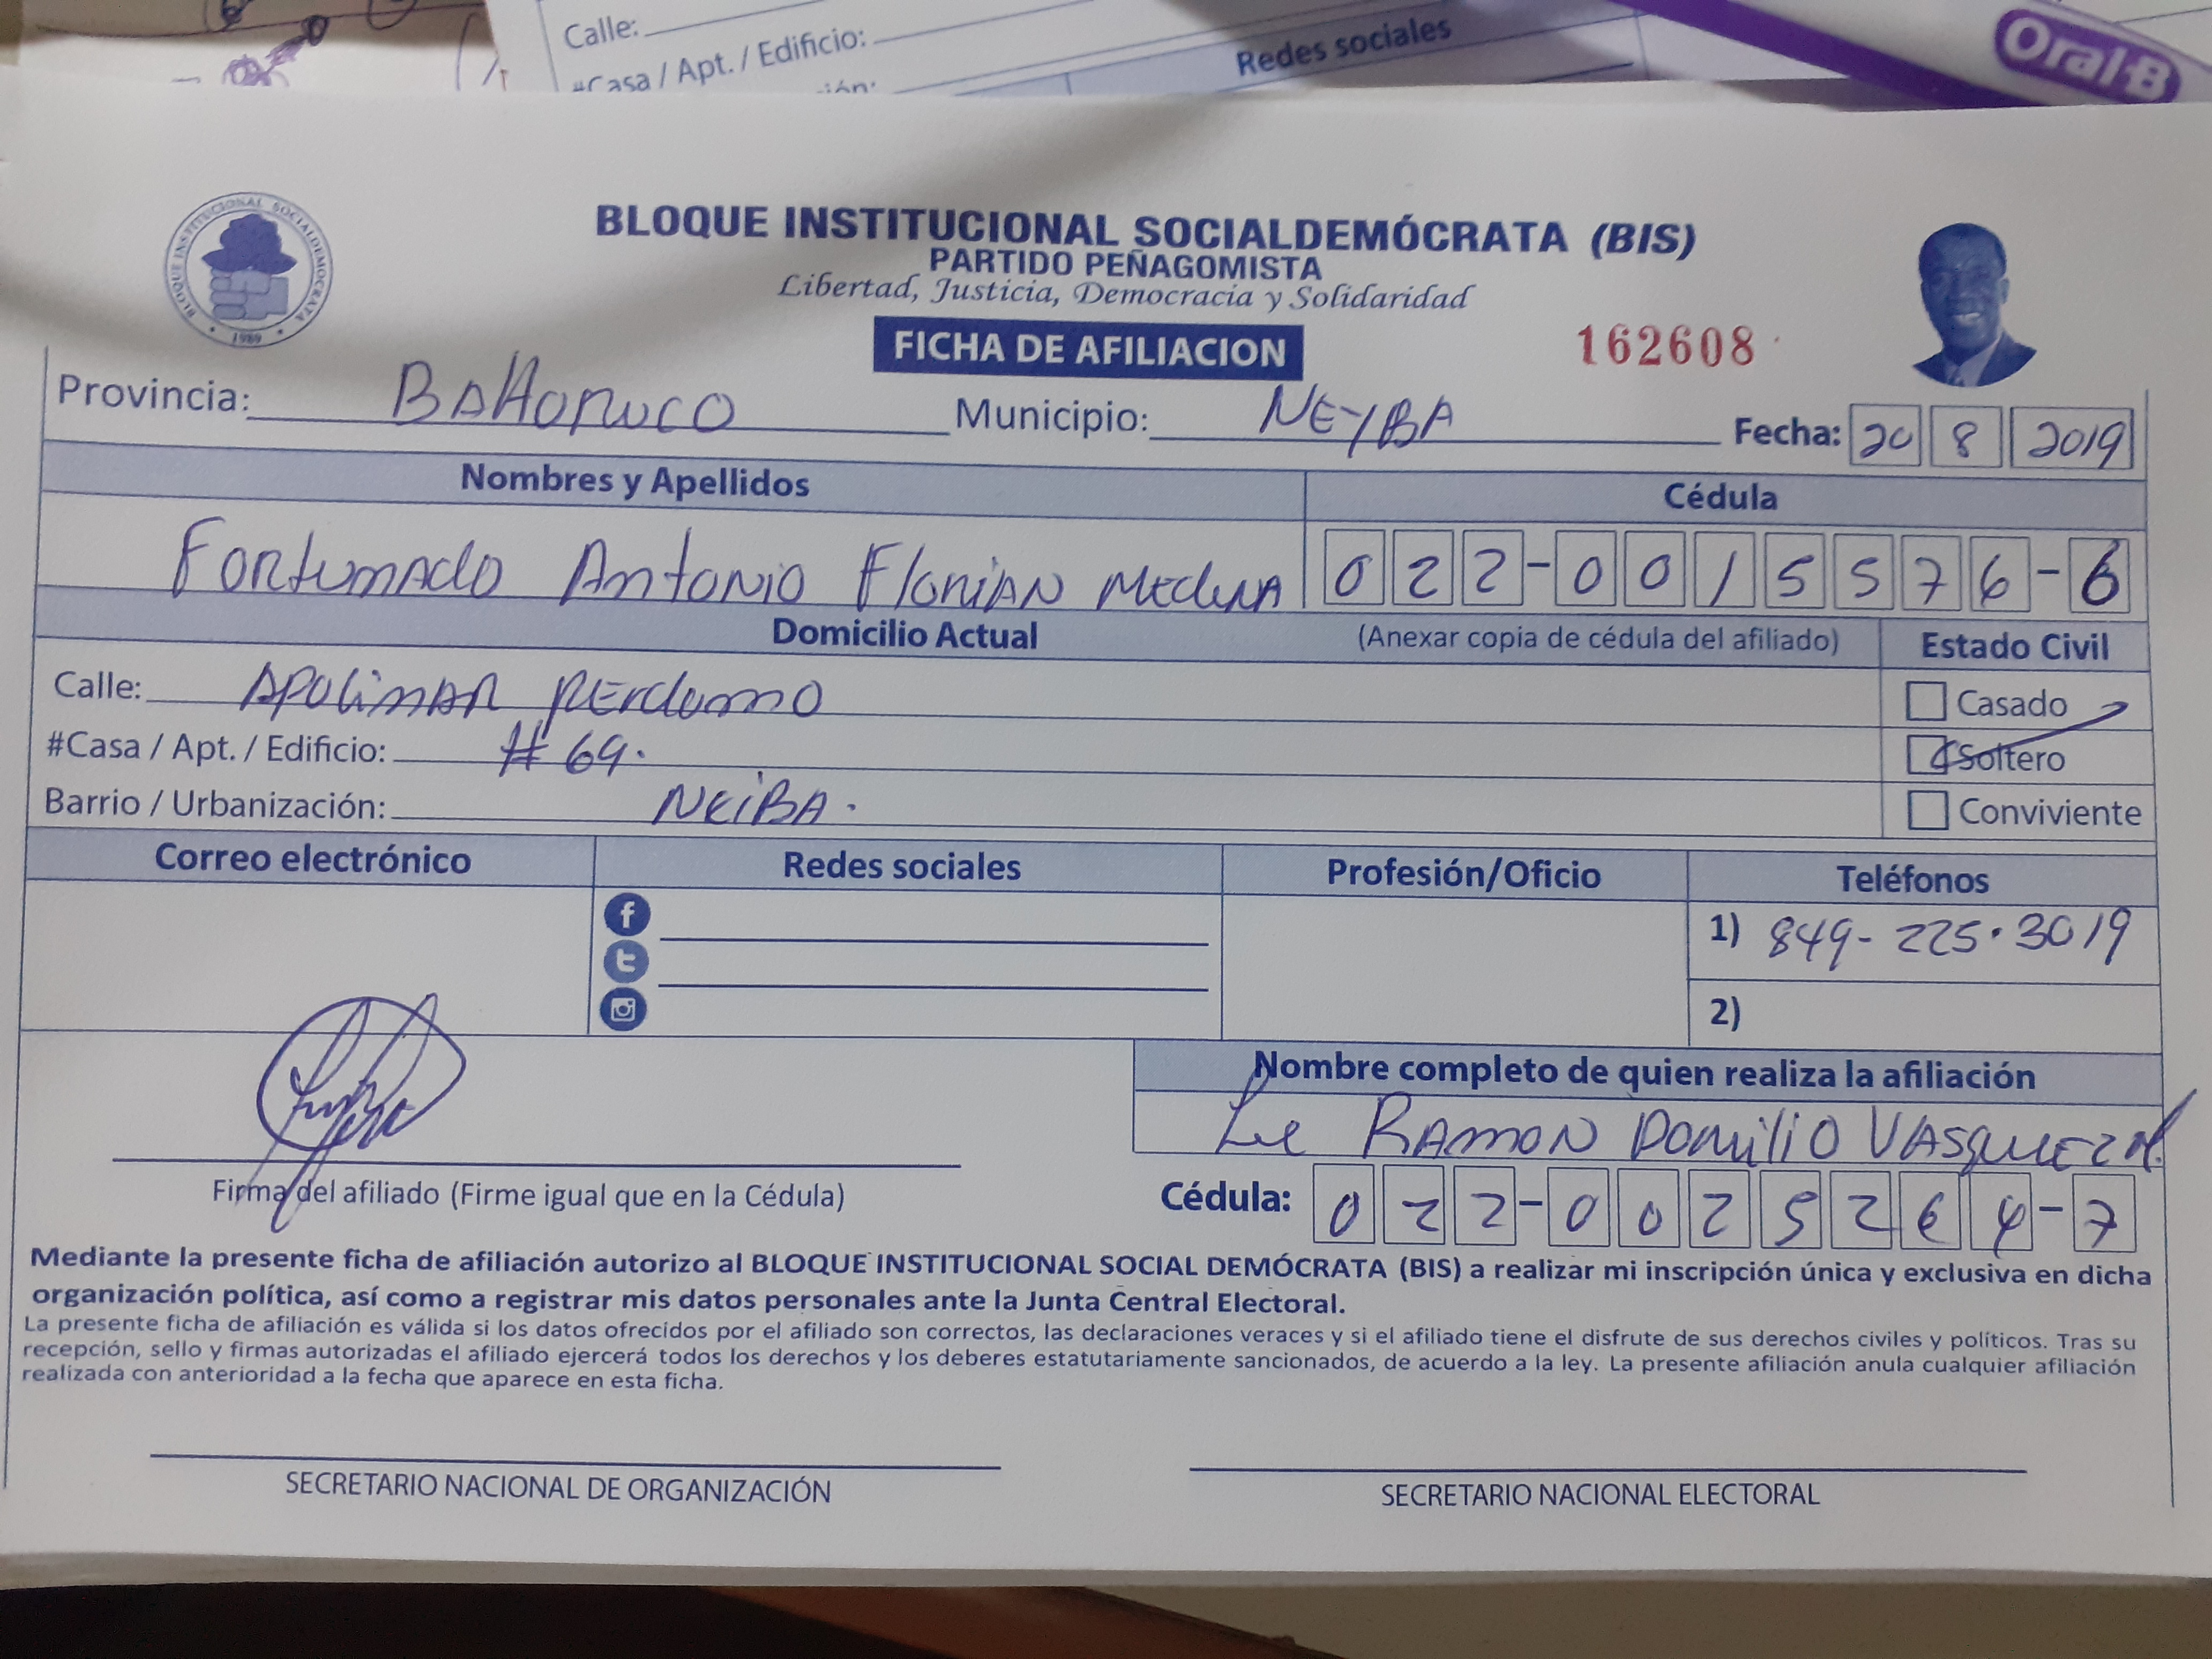 Calle:
#Casa / Apt. / Edificio:
Redes sociales
Oral-B
BLOQUE INSTITUCIONAL SOCIALDEMOCRATA
1989
BLOQUE INSTITUCIONAL SOCIALDEMÓCRATA (BIS)
PARTIDO PEÑAGOMISTA
Libertad, Justicia, Democracia y Solidaridad
FICHA DE AFILIACION
162608
Provincia: BAHORUCO Municipio: NEYBA Fecha: 20 8 2019
Nombres y Apellidos Cédula
Fortunado Antonio Florian Medina 022-0015576-6
Domicilio Actual (Anexar copia de cédula del afiliado) Estado Civil
Calle: Apolinar perdomo Casado
#Casa / Apt. / Edificio: #69. Soltero
Barrio / Urbanización: NEiBA. Conviviente
Correo electrónico Redes sociales Profesión/Oficio Teléfonos
1) 849-225.3019
2)
Nombre completo de quien realiza la afiliación
RAMON VASQUEZ
Firma del afiliado (Firme igual que en la Cédula) Cédula: 022-0025264-7
Mediante la presente ficha de afiliación autorizo al BLOQUE INSTITUCIONAL SOCIAL DEMÓCRATA (BIS) a realizar mi inscripción única y exclusiva en dicha
organización política, así como a registrar mis datos personales ante la Junta Central Electoral.
La presente ficha de afiliación es válida si los datos ofrecidos por el afiliado son correctos, las declaraciones veraces y si el afiliado tiene el disfrute de sus derechos civiles y políticos. Tras su
recepción, sello y firmas autorizadas el afiliado ejercerá todos los derechos y los deberes estatutariamente sancionados, de acuerdo a la ley. La presente afiliación anula cualquier afiliación
realizada con anterioridad a la fecha que aparece en esta ficha.
SECRETARIO NACIONAL DE ORGANIZACIÓN SECRETARIO NACIONAL ELECTORAL